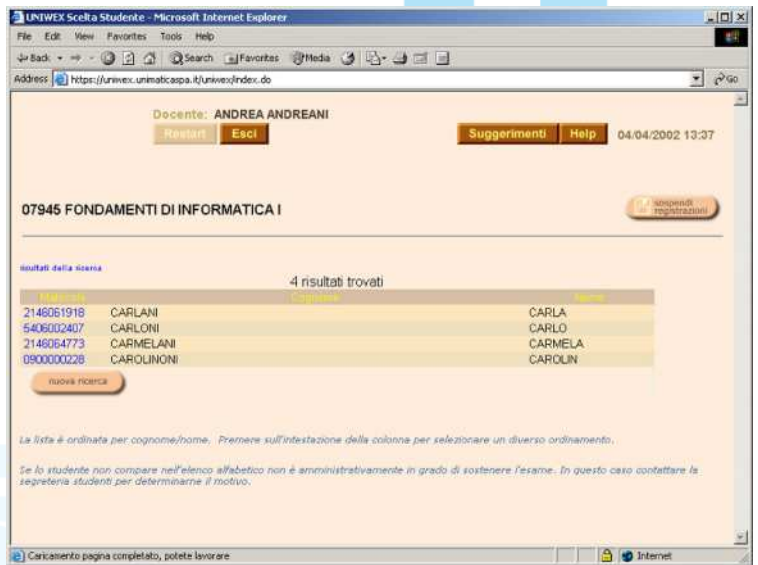 UNIWEX Scelta Studente - Microsoft Internet Explorer
File Edit View Favorites Tools Help
Back Search Favorites Media
Address https://uniwex.unimaticaspa.it/uniwex/index.do Go
Docente: ANDREA ANDREANI
Restart Esci Suggerimenti Help 04/04/2002 13:37
07945 FONDAMENTI DI INFORMATICA I
sospendi
registrazioni
risultati della ricerca
4 risultati trovati
Matricola Cognome Nome
2146061918 CARLANI CARLA
5406002407 CARLONI CARLO
2146064773 CARMELANI CARMELA
0900000228 CAROLINONI CAROLIN
nuova ricerca
La lista è ordinata per cognome/nome. Premere sull'intestazione della colonna per selezionare un diverso ordinamento.
Se lo studente non compare nell'elenco alfabetico non è amministrativamente in grado di sostenere l'esame. In questo caso contattare la
segreteria studenti per determinarne il motivo.
Caricamento pagina completato, potete lavorare Internet